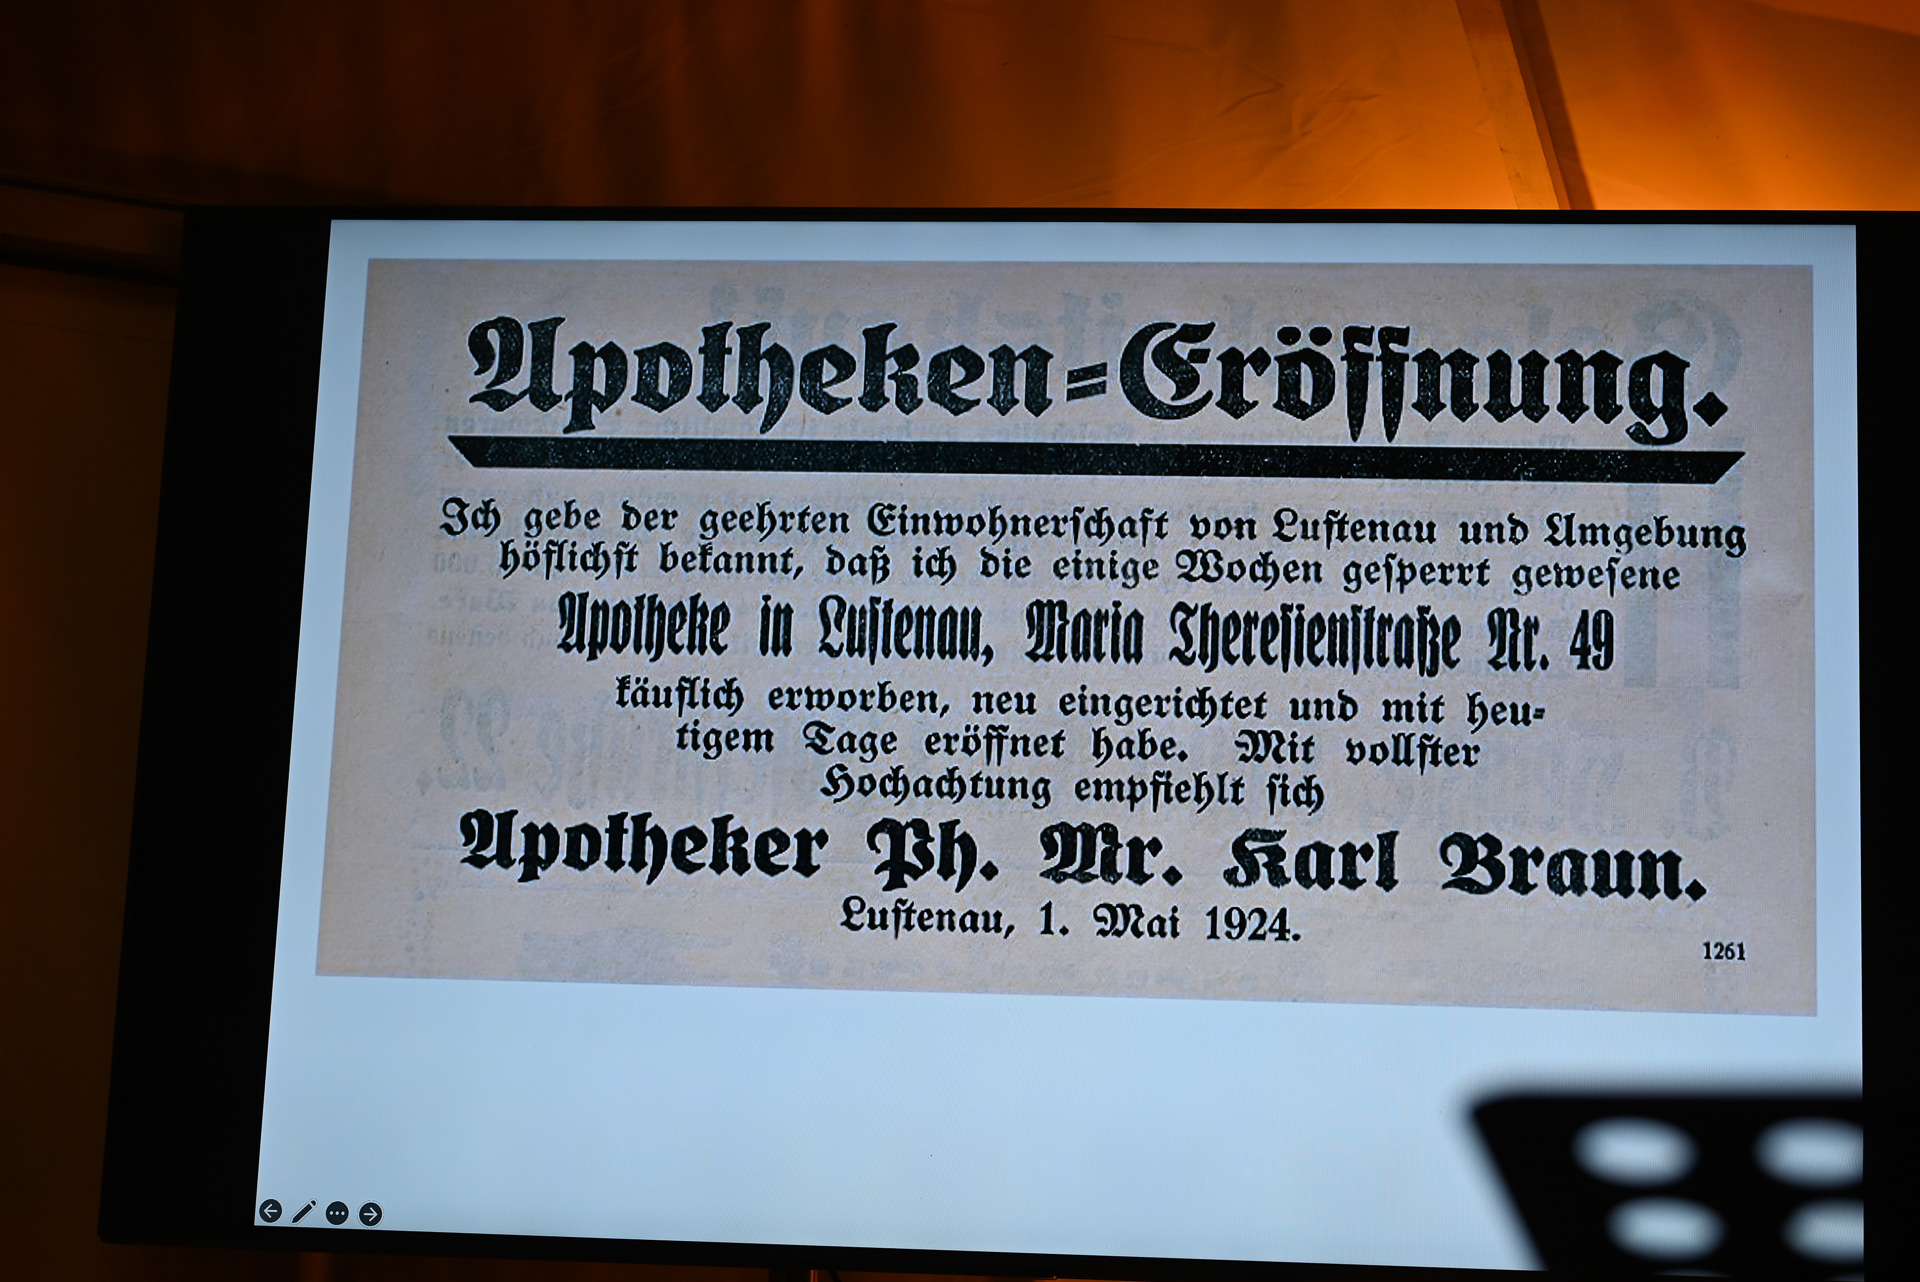 Apotheken=Eröffnung.
Ich gebe der geehrten Einwohnerschaft von Lustenau und Umgebung
höflichst bekannt, daß ich die einige Wochen gesperrt gewesene
Apotheke in Lustenau, Maria Theresienstraße Nr. 49
käuflich erworben, neu eingerichtet und mit heu=
tigem Tage eröffnet habe. Mit vollster
Hochachtung empfiehlt sich
Apotheker Ph. Mr. Karl Braun.
Lustenau, 1. Mai 1924.
1261